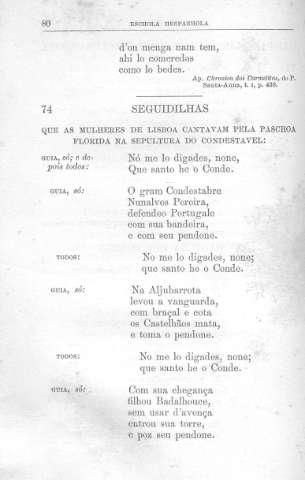 80 ESCHOLA HESPANHOLA
d'on menga nam tem,
ahi lo comeredas
como lo bedes.
Ap. Chronica dos Carmelitas, de P.
Santa-Anna, t. I, p. 439.
74 SEGUIDILHAS
QUE AS MULHERES DE LISBOA CANTAVAM PELA PASCHOA
FLORIDA NA SEPULTURA DO CONDESTAVEL:
GUIA, só; e de- Nó me lo digades, none,
pois todos: Que santo he o Conde.
GUIA, só: O gram Condestabre
Nunalves Pereira,
defendeo Portugale
com sua bandeira,
e com seu pendone.
TODOS: No me lo digades, none;
que santo he o Conde.
GUIA, só: Na Aljubarrota
levou a vanguarda,
com braçal e cota
os Castelhãos mata,
e toma o pendone.
TODOS: No me lo digades, none;
que santo he o Conde.
GUIA, só: Com sua chegança
filhou Badalhouce,
sem usar d'avença
entrou sua torre,
e poz seu pendone.